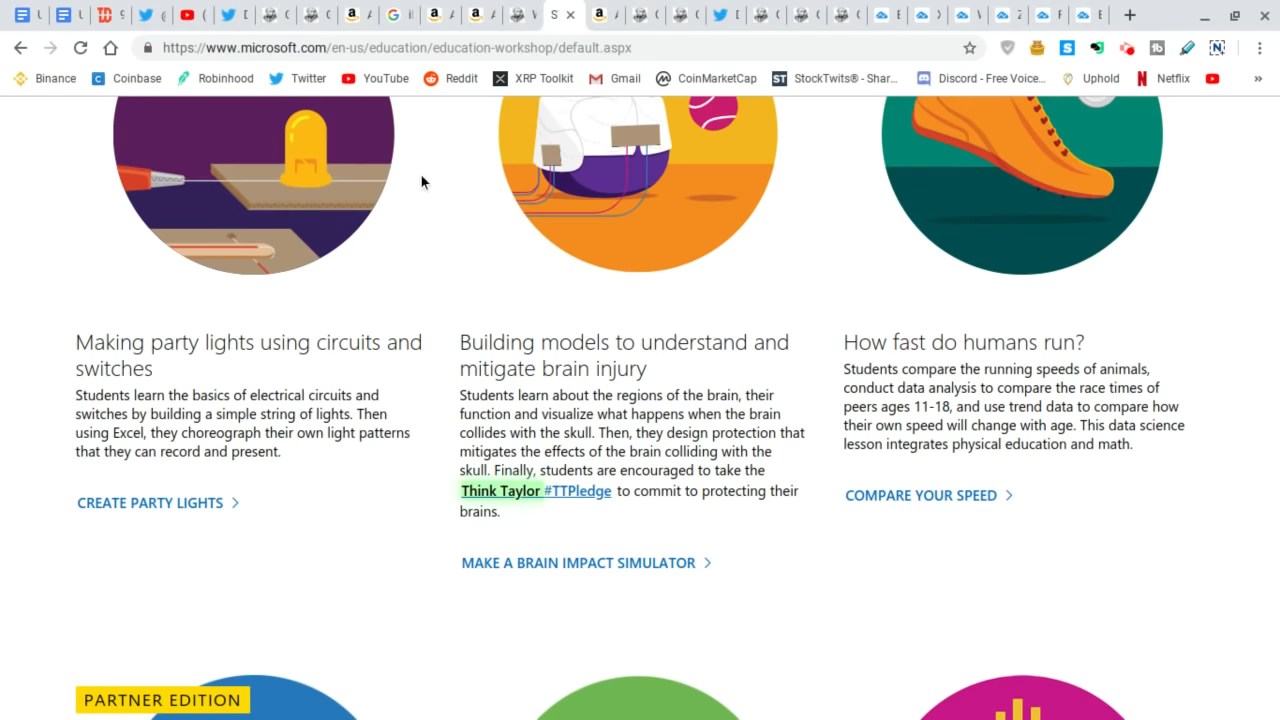 https://www.microsoft.com/en-us/education/education-workshop/default.aspx
Binance Coinbase Robinhood Twitter YouTube Reddit XRP Toolkit Gmail CoinMarketCap StockTwits® - Shar... Discord - Free Voice... Uphold Netflix »
Making party lights using circuits and
switches
Students learn the basics of electrical circuits and
switches by building a simple string of lights. Then
using Excel, they choreograph their own light patterns
that they can record and present.
CREATE PARTY LIGHTS
Building models to understand and
mitigate brain injury
Students learn about the regions of the brain, their
function and visualize what happens when the brain
collides with the skull. Then, they design protection that
mitigates the effects of the brain colliding with the
skull. Finally, students are encouraged to take the
Think Taylor #TTPledge to commit to protecting their
brains.
MAKE A BRAIN IMPACT SIMULATOR
How fast do humans run?
Students compare the running speeds of animals,
conduct data analysis to compare the race times of
peers ages 11-18, and use trend data to compare how
their own speed will change with age. This data science
lesson integrates physical education and math.
COMPARE YOUR SPEED
PARTNER EDITION